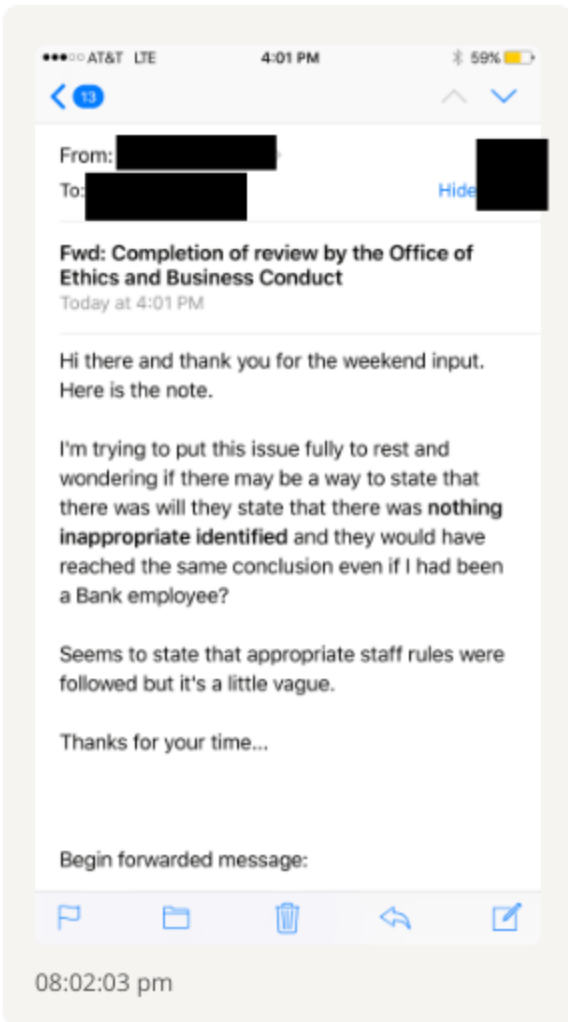 AT&T LTE 4:01 PM 59%
13
From:
To: Hide
Fwd: Completion of review by the Office of
Ethics and Business Conduct
Today at 4:01 PM
Hi there and thank you for the weekend input.
Here is the note.
I'm trying to put this issue fully to rest and
wondering if there may be a way to state that
there was will they state that there was nothing
inappropriate identified and they would have
reached the same conclusion even if I had been
a Bank employee?
Seems to state that appropriate staff rules were
followed but it's a little vague.
Thanks for your time...
Begin forwarded message:
08:02:03 pm